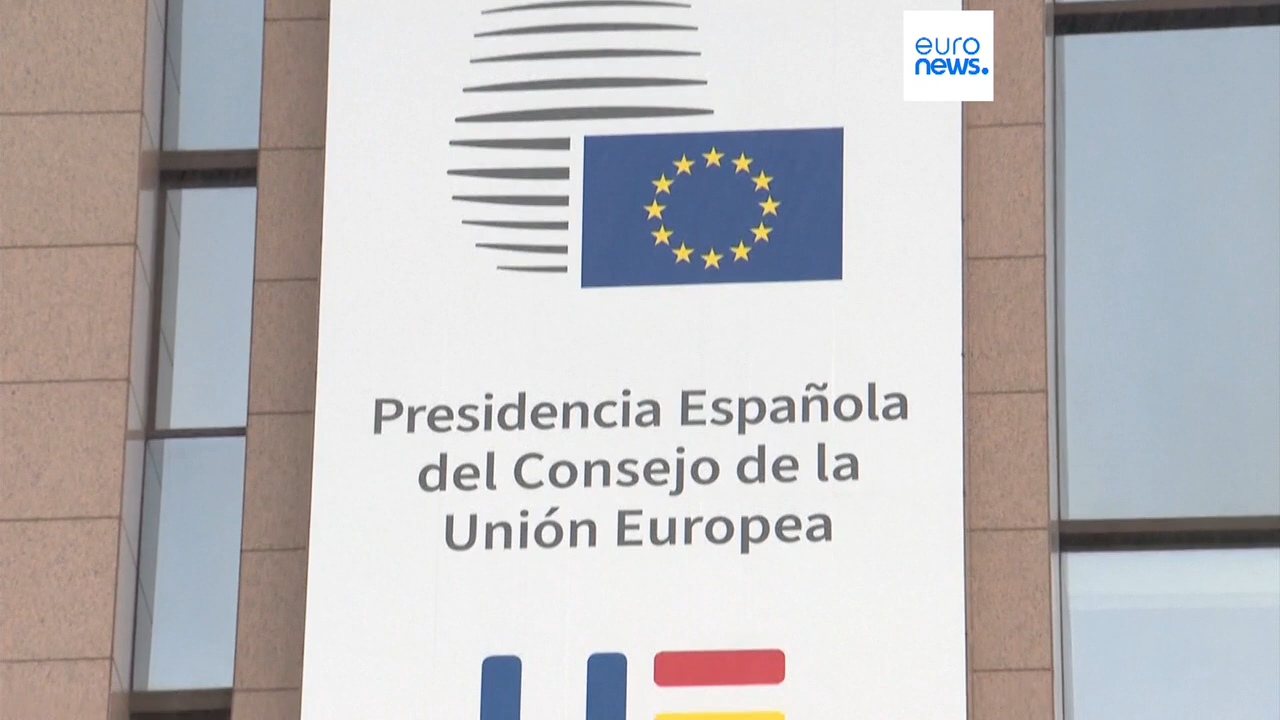 euro
news.
Presidencia Española
del Consejo de la
Unión Europea